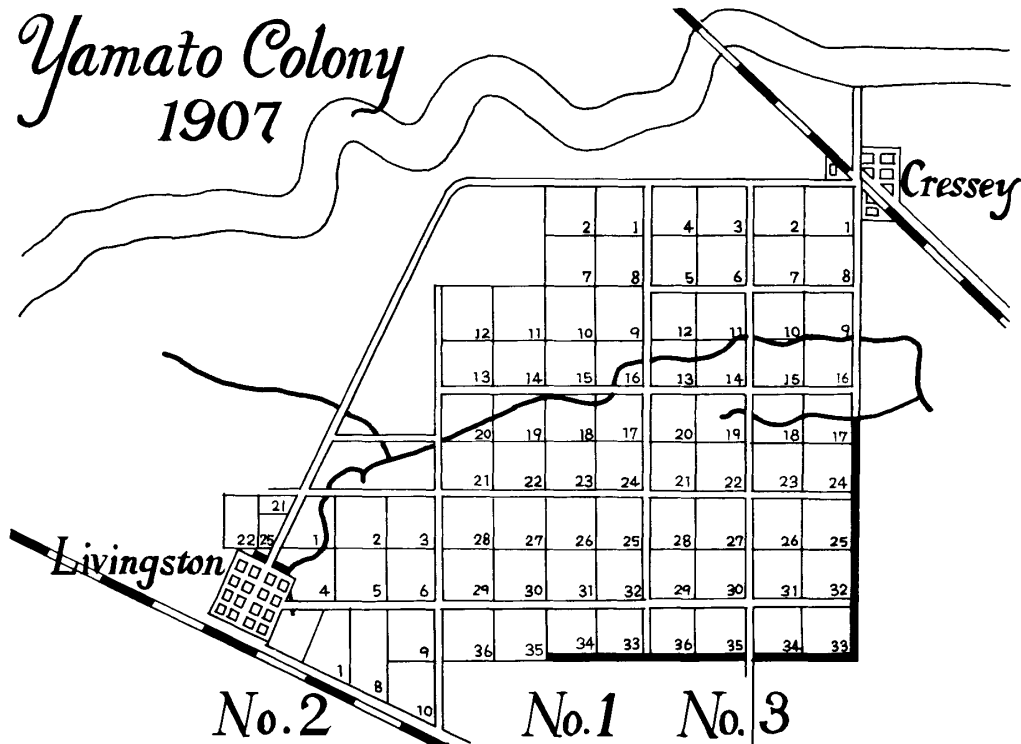 Yamato Colony
1907
Cressey
2 1 4 3 2 1
7 8 5 6 7 8
12 11 10 9 12 11 10 9
13 14 15 16 13 14 15 16
20 19 18 17 20 19 18 17
21 22 23 24 21 22 23 24
21
22 25 1 2 3 28 27 26 25 28 27 26 25
Livingston
4 5 6 29 30 31 32 29 30 31 32
9 36 35 34 33 36 35 34 33
1 8
10
No. 2 No. 1 No. 3